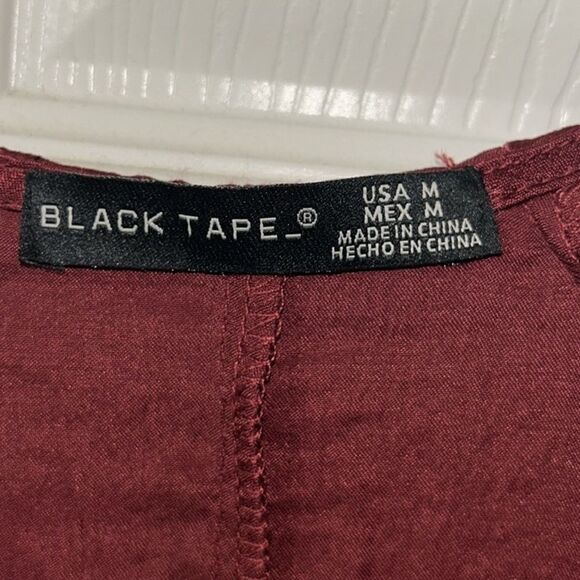 BLACK TAPE_®
USA M
MEX M
MADE IN CHINA
HECHO EN CHINA